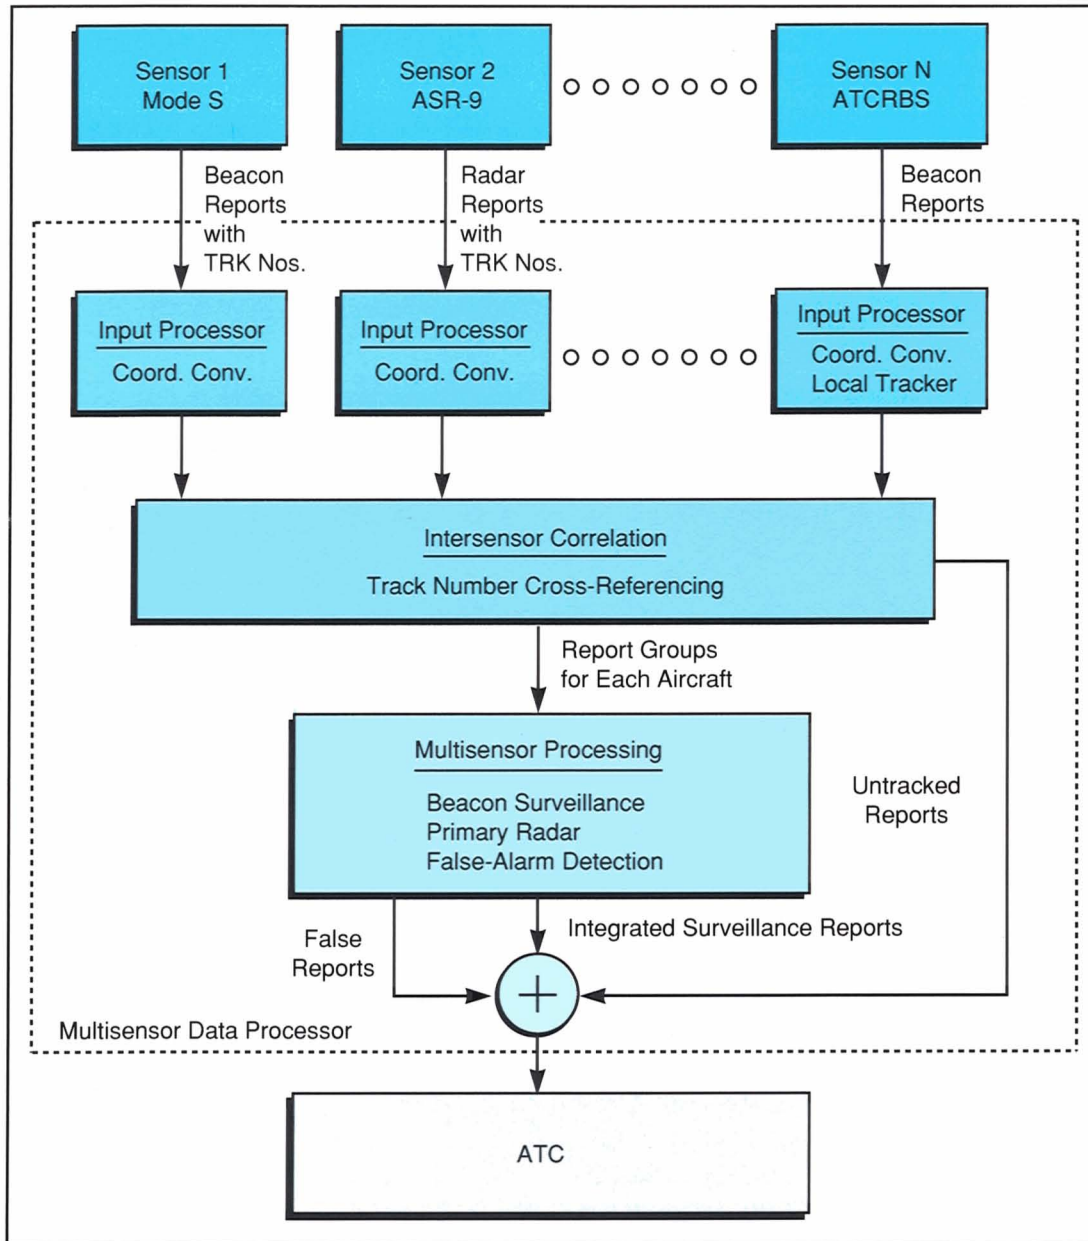 Sensor 1
Mode S
Sensor 2
ASR-9
Sensor N
ATCRBS
Beacon
Reports
with
TRK Nos.
Radar
Reports
with
TRK Nos.
Beacon
Reports
Input Processor
Coord. Conv.
Input Processor
Coord. Conv.
Input Processor
Coord. Conv.
Local Tracker
Intersensor Correlation
Track Number Cross-Referencing
Report Groups
for Each Aircraft
Multisensor Processing
Beacon Surveillance
Primary Radar
False-Alarm Detection
Untracked
Reports
False
Reports
Integrated Surveillance Reports
+
Multisensor Data Processor
ATC